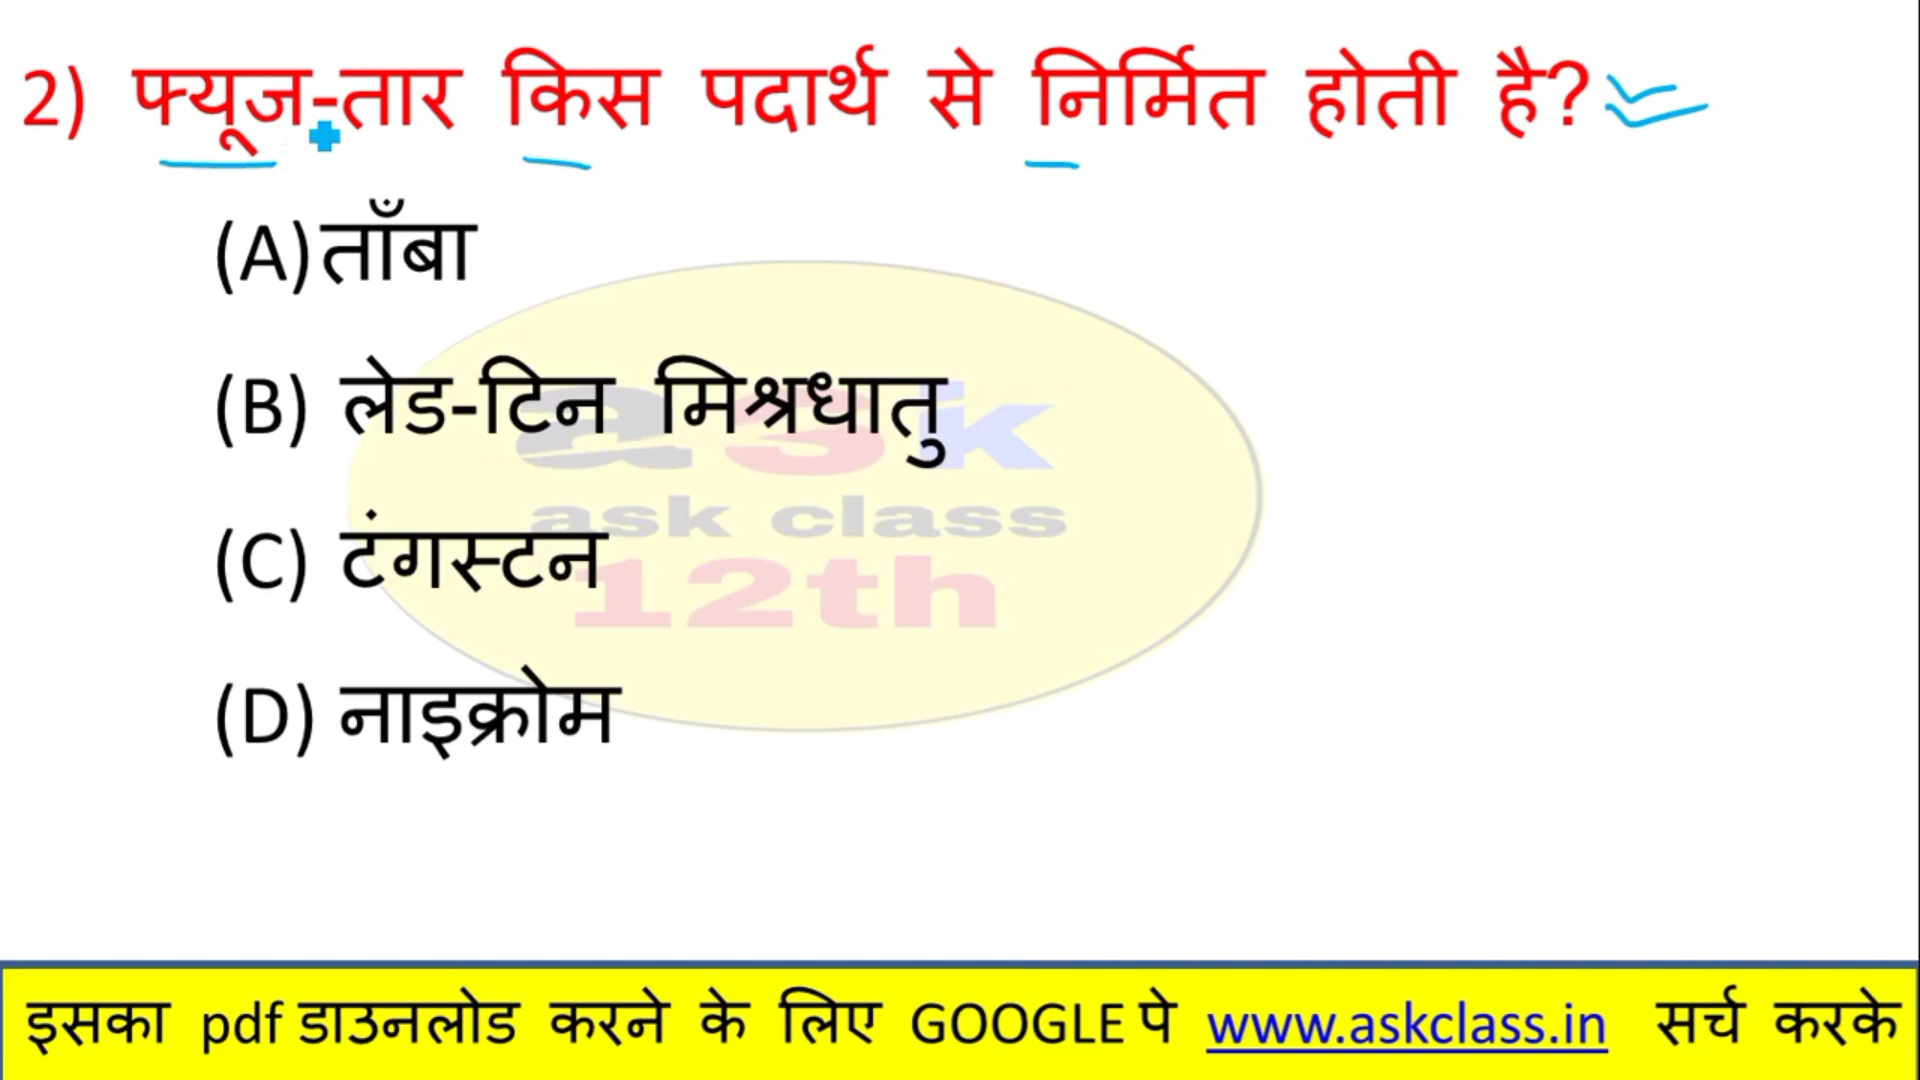 2) फ्यूज-तार किस पदार्थ से निर्मित होती है?
(A)ताँबा
(B) लेड-टिन मिश्रधातु
(C) टंगस्टन
(D) नाइक्रोम
ask
ask class
12th
इसका pdf डाउनलोड करने के लिए GOOGLE पे www.askclass.in सर्च करके